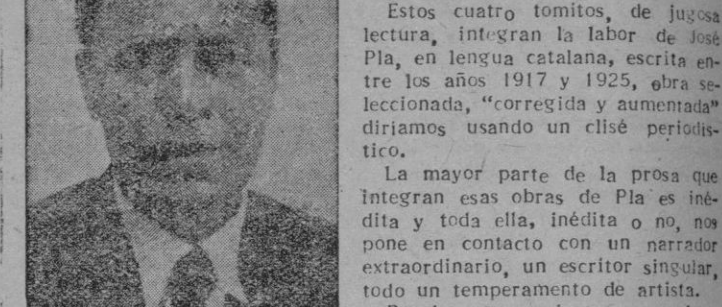 Estos cuatro tomitos, de jugosa
lectura, integran la labor de José
Pla, en lengua catalana, escrita en-
tre los años 1917 y 1925, obra se-
leccionada, "corregida y aumentada"
diríamos usando un clisé periodís-
tico.
La mayor parte de la prosa que
integran esas obras de Pla es iné-
dita y toda ella, inédita o no, nos
pone en contacto con un narrador
extraordinario, un escritor singular,
todo un temperamento de artista.